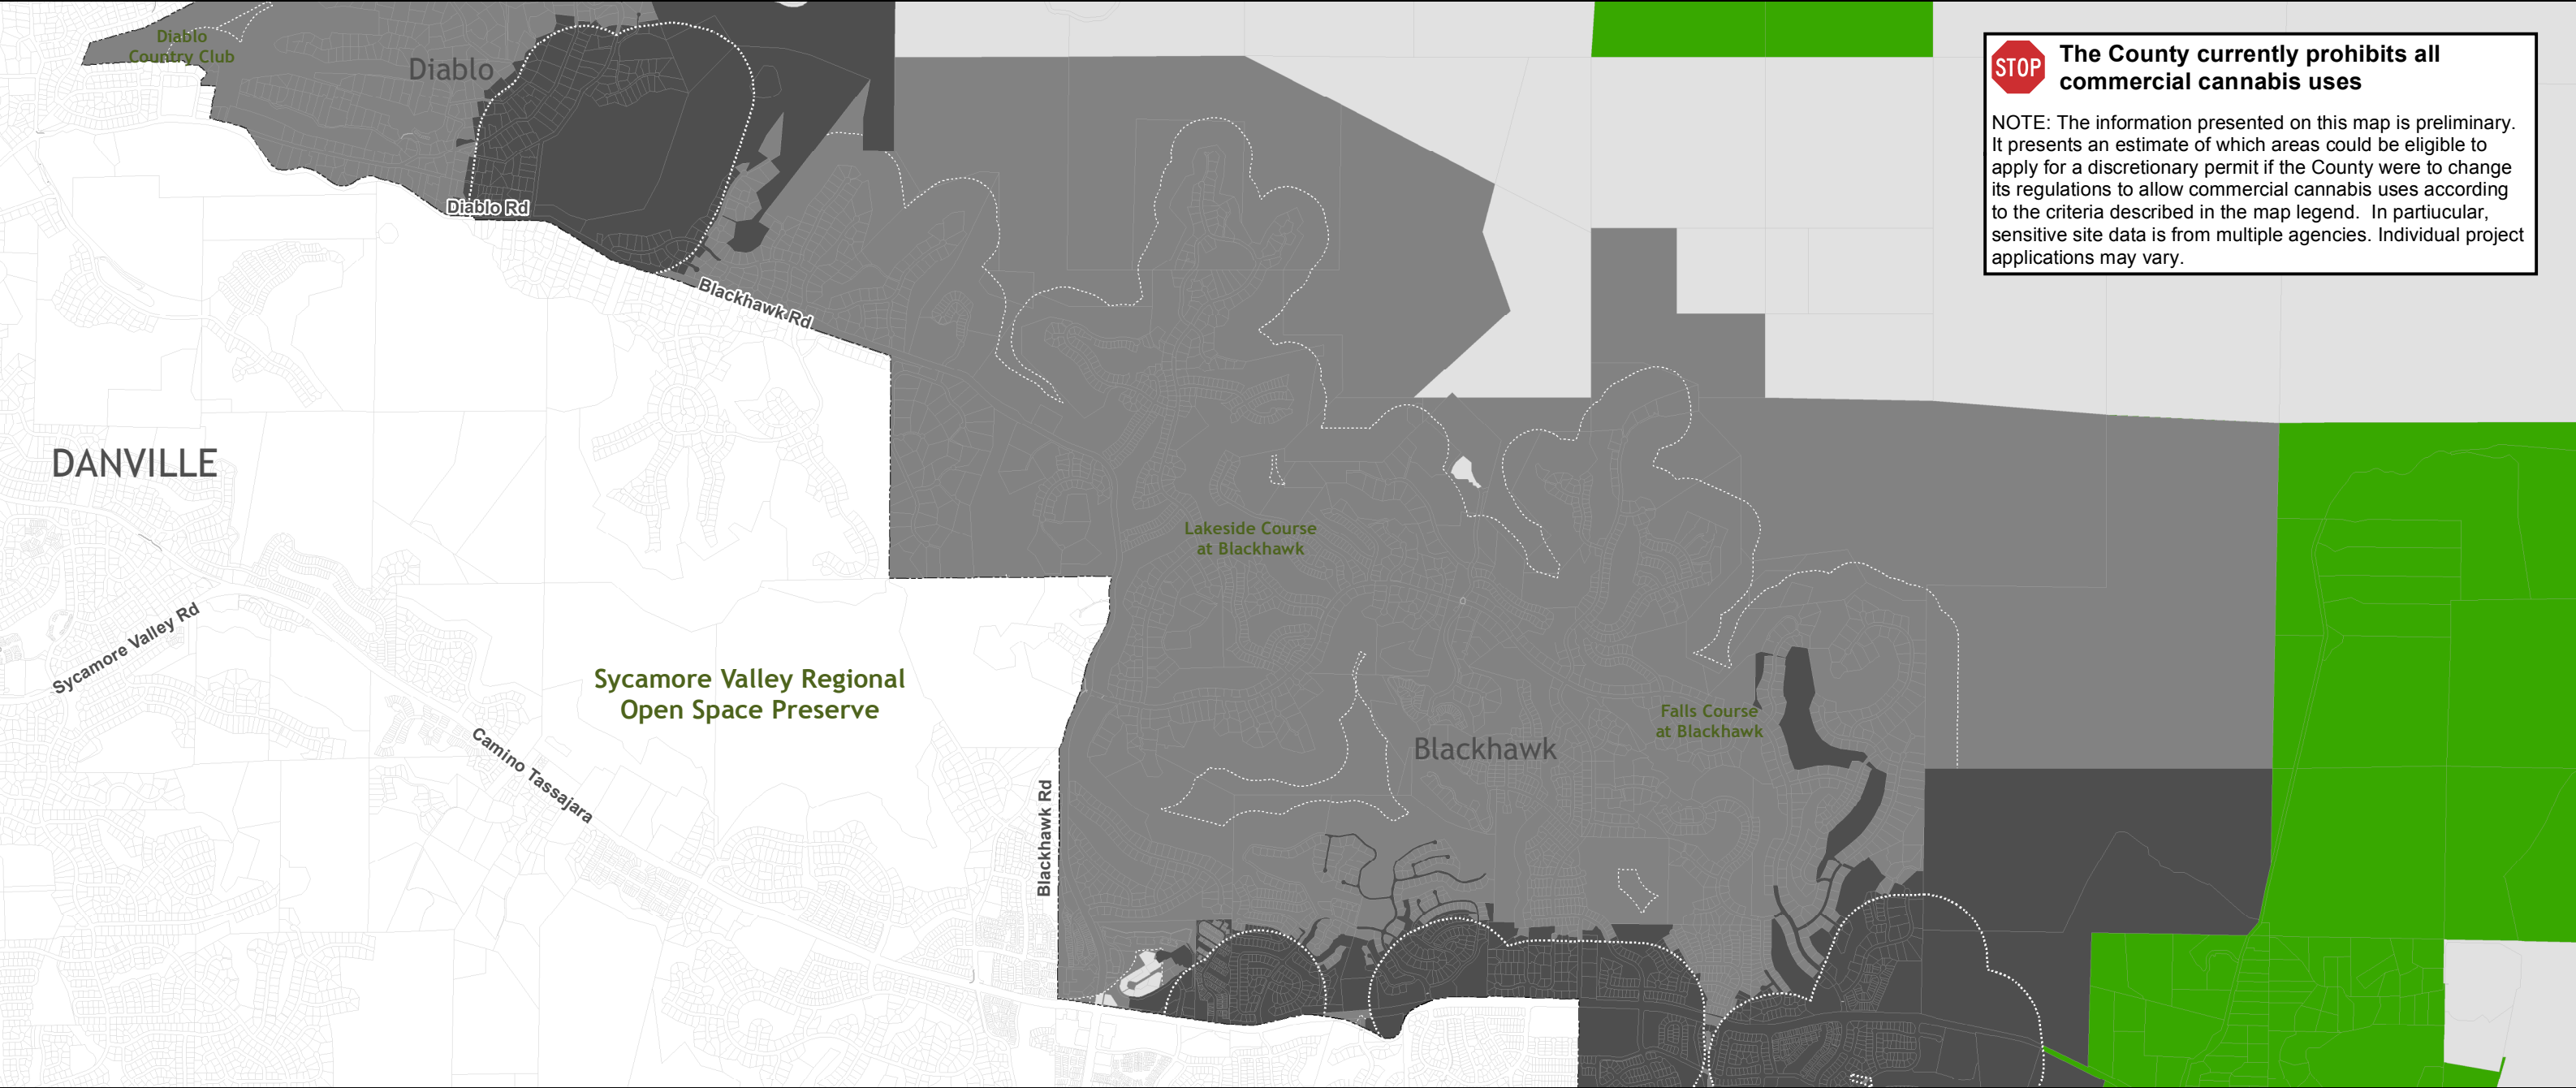 Diablo
Country Club
Diablo
STOP
The County currently prohibits all
commercial cannabis uses
NOTE: The information presented on this map is preliminary.
It presents an estimate of which areas could be eligible to
apply for a discretionary permit if the County were to change
its regulations to allow commercial cannabis uses according
to the criteria described in the map legend.  In partiucular,
sensitive site data is from multiple agencies. Individual project
applications may vary.
Diablo Rd
Blackhawk Rd
DANVILLE
Lakeside Course
at Blackhawk
Sycamore Valley Rd
Sycamore Valley Regional
Open Space Preserve
Falls Course
at Blackhawk
Blackhawk
Camino Tassajara
Blackhawk Rd